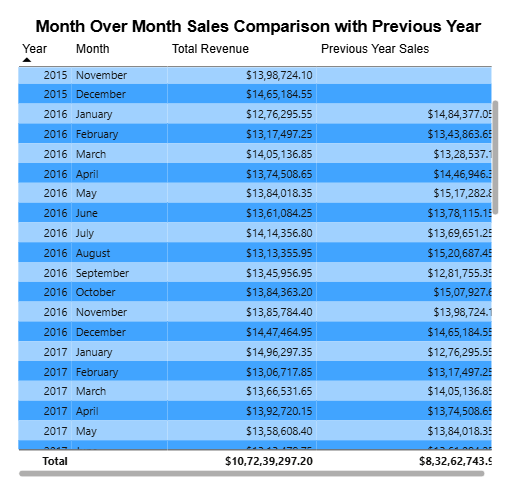 Month Over Month Sales Comparison with Previous Year
Year Month Total Revenue Previous Year Sales
2015 November $13,98,724.10
2015 December $14,65,184.55
2016 January $12,76,295.55 $14,84,377.05
2016 February $13,17,497.25 $13,43,863.65
2016 March $14,05,136.85 $13,28,537.1
2016 April $13,74,508.65 $14,46,946.3
2016 May $13,84,018.35 $15,17,282.8
2016 June $13,61,084.25 $13,78,115.15
2016 July $14,14,356.80 $13,69,651.25
2016 August $13,13,355.95 $15,20,687.45
2016 September $13,45,956.95 $12,81,755.35
2016 October $13,84,363.20 $15,07,927.6
2016 November $13,85,784.40 $13,98,724.1
2016 December $14,47,464.95 $14,65,184.55
2017 January $14,96,297.35 $12,76,295.55
2017 February $13,06,717.85 $13,17,497.25
2017 March $13,66,531.65 $14,05,136.85
2017 April $13,92,720.15 $13,74,508.65
2017 May $13,58,608.40 $13,84,018.35
Total $10,72,39,297.20 $8,32,62,743.9